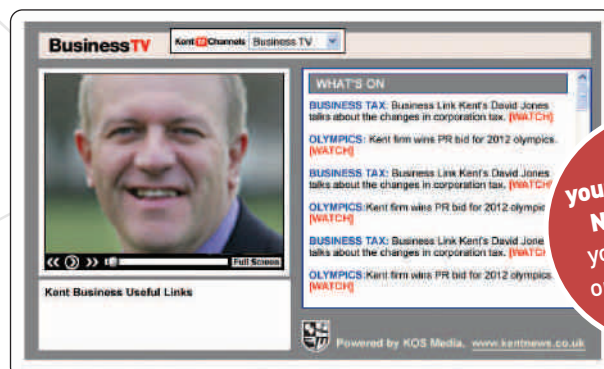 BusinessTV
Kent Channels Business TV
WHAT'S ON
BUSINESS TAX: Business Link Kent's David Jones
talks about the changes in corporation tax. [WATCH]
OLYMPICS: Kent firm wins PR bid for 2012 olympics.
[WATCH]
BUSINESS TAX: Business Link Kent's David Jones
talks about the changes in corporation tax. [WATCH]
OLYMPICS:Kent firm wins PR bid for 2012 olympic
[WATCH]
BUSINESS TAX: Business Link Kent's David Jone
talks about the changes in corporation tax. [WATCH
OLYMPICS:Kent firm wins PR bid for 2012 olympics.
[WATCH]
you
N
yo
o
Full Screen
Kent Business Useful Links
Powered by KOS Media, www.kentnews.co.uk